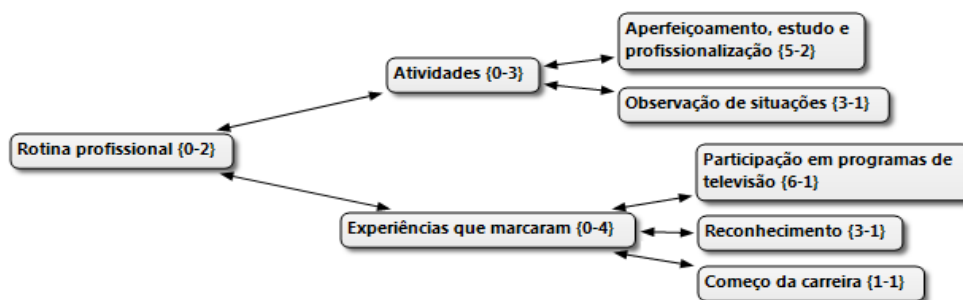 Aperfeiçoamento, estudo e
profissionalização {5-2}
Atividades {0-3}
Observação de situações {3-1}
Rotina profissional {0-2}
Participação em programas de
televisão {6-1}
Experiências que marcaram {0-4}
Reconhecimento {3-1}
Começo da carreira {1-1}